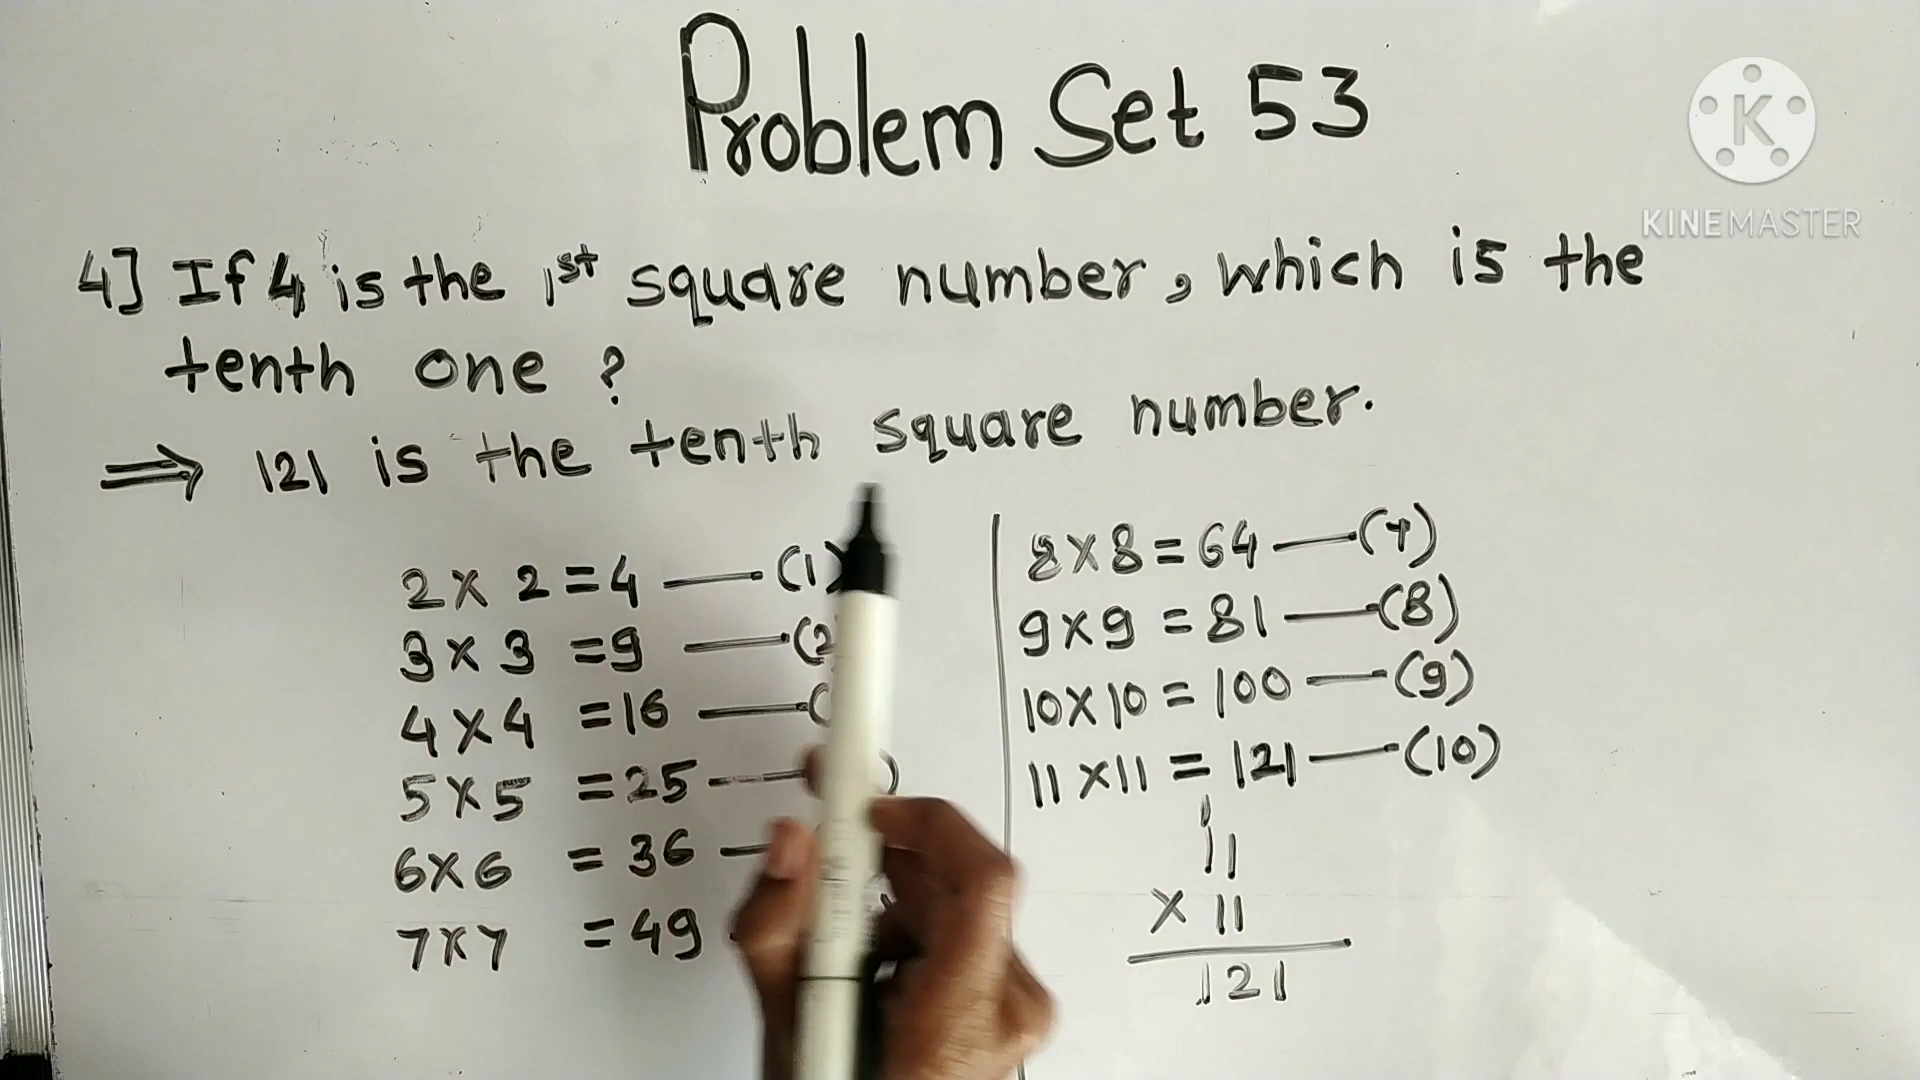 Problem Set 53
K
KINEMASTER
4] If 4 is the 1st square number, which is the
tenth one ?
⇒ 121 is the tenth square number.
2 × 2 = 4 — (1)
3 × 3 = 9 — (2
4 × 4 = 16 — (
5 × 5 = 25 — )
6 × 6 = 36 —
7 × 7 = 49
8 × 8 = 64 — (7)
9 × 9 = 81 — (8)
10 × 10 = 100 — (9)
11 × 11 = 121 — (10)
11
× 11
121